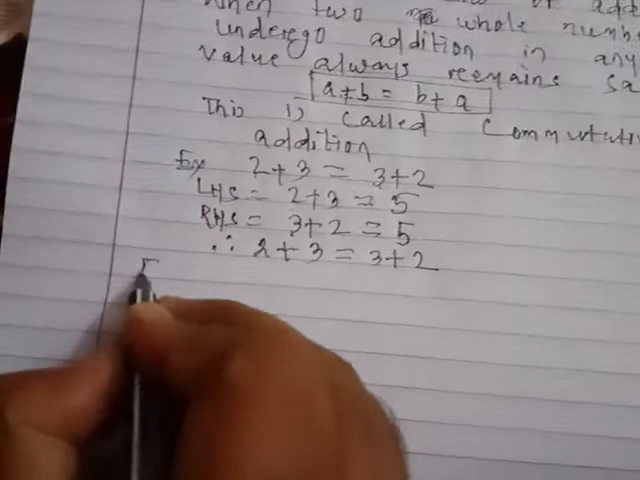 When two whole numbe
undergo addition in any
value always remains sa
a+b = b+a
This is called Commutati
addition
Ex 2+3 = 3+2
LHS = 2+3 = 5
RHS = 3+2 = 5
∴ 2+3 = 3+2